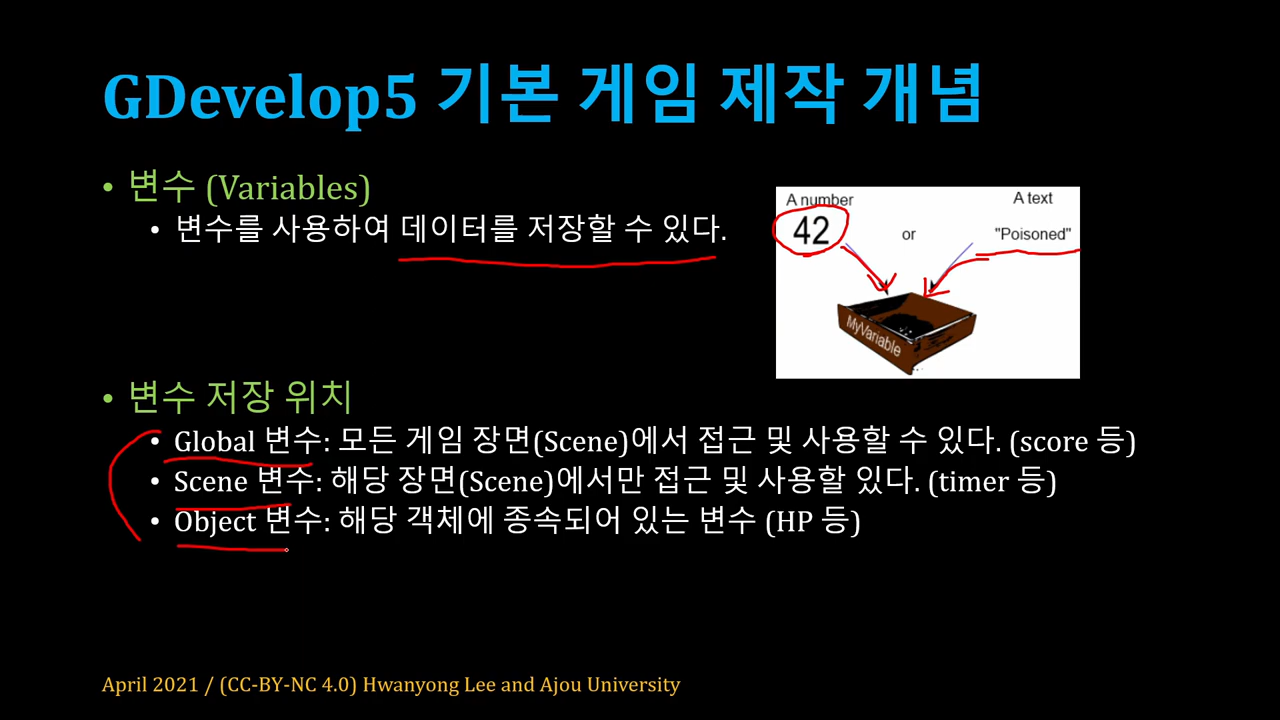 GDevelop5 기본 게임 제작 개념
• 변수 (Variables)
• 변수를 사용하여 데이터를 저장할 수 있다.
A number
A text
42
or
"Poisoned"
MyVariable
• 변수 저장 위치
• Global 변수: 모든 게임 장면(Scene)에서 접근 및 사용할 수 있다. (score 등)
• Scene 변수: 해당 장면(Scene)에서만 접근 및 사용할 있다. (timer 등)
• Object 변수: 해당 객체에 종속되어 있는 변수 (HP 등)
April 2021 / (CC-BY-NC 4.0) Hwanyong Lee and Ajou University